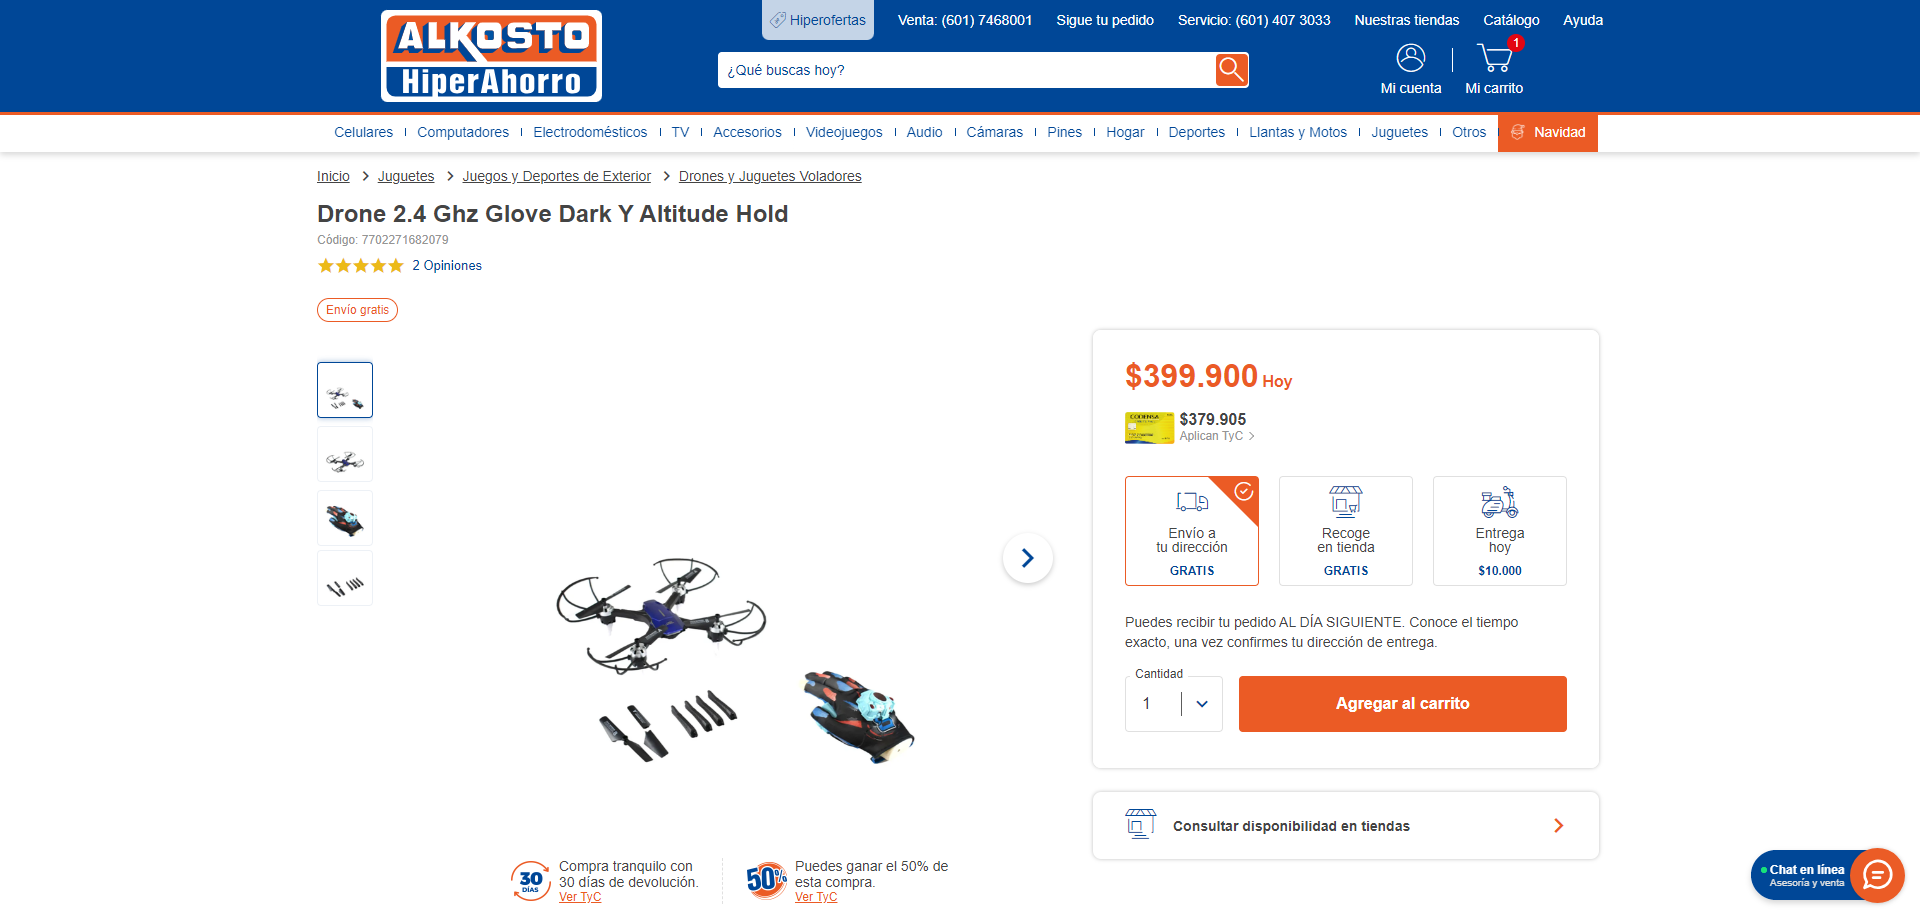 ALKOSTO
HiperAhorro
Hiperofertas
Venta: (601) 7468001
Sigue tu pedido
Servicio: (601) 407 3033
Nuestras tiendas
Catálogo
Ayuda
¿Qué buscas hoy?
Mi cuenta
1
Mi carrito
Celulares
Computadores
Electrodomésticos
TV
Accesorios
Videojuegos
Audio
Cámaras
Pines
Hogar
Deportes
Llantas y Motos
Juguetes
Otros
Navidad
Inicio
Juguetes
Juegos y Deportes de Exterior
Drones y Juguetes Voladores
Drone 2.4 Ghz Glove Dark Y Altitude Hold
Código: 7702271682079
2 Opiniones
Envío gratis
$399.900 Hoy
CODENSA
$379.905
Aplican TyC
Envío a
tu dirección
GRATIS
Recoge
en tienda
GRATIS
Entrega
hoy
$10.000
Puedes recibir tu pedido AL DÍA SIGUIENTE. Conoce el tiempo
exacto, una vez confirmes tu dirección de entrega.
Cantidad
1
Agregar al carrito
Consultar disponibilidad en tiendas
30
DÍAS
Compra tranquilo con
30 días de devolución.
Ver TyC
50%
Puedes ganar el 50% de
esta compra.
Ver TyC
Chat en línea
Asesoría y venta